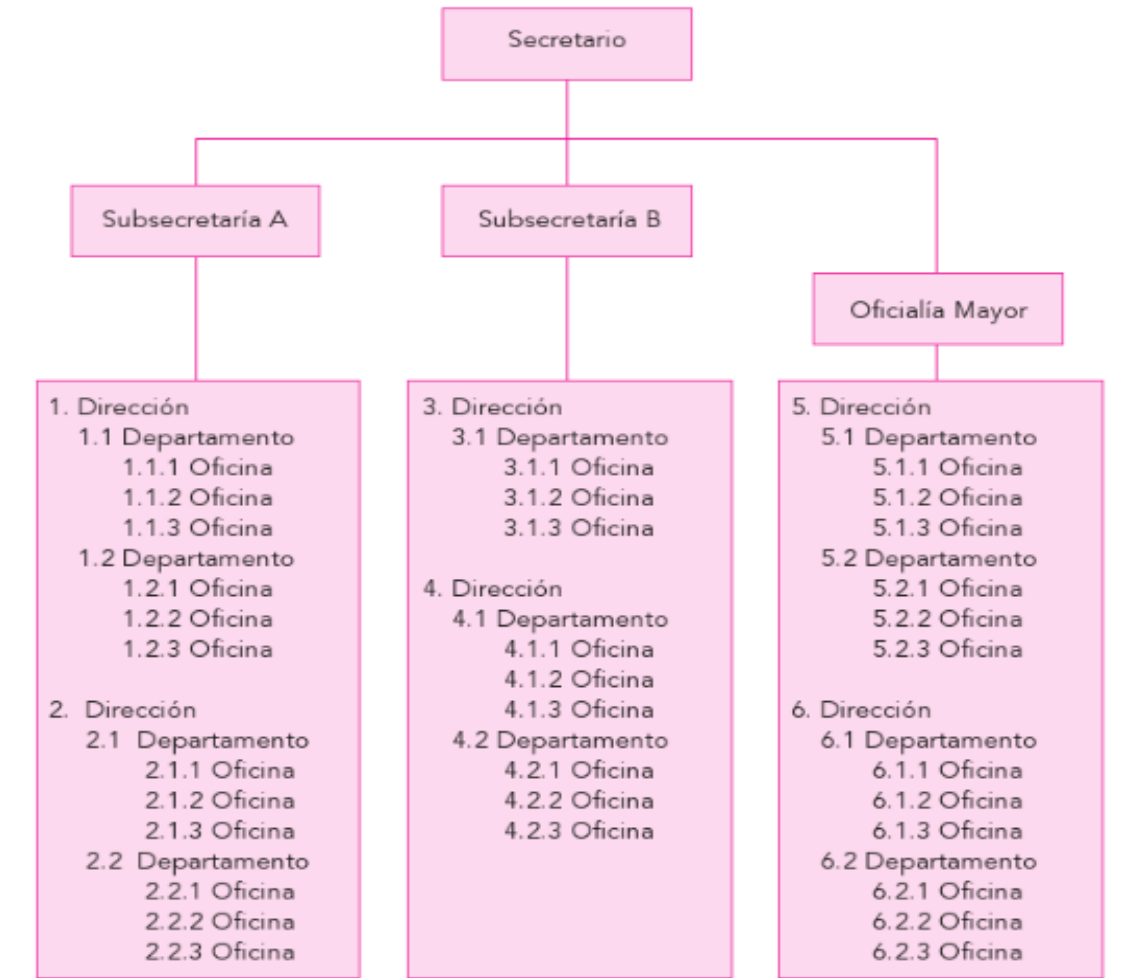 Secretario
Subsecretaría A
Subsecretaría B
Oficialía Mayor
1. Dirección
1.1 Departamento
1.1.1 Oficina
1.1.2 Oficina
1.1.3 Oficina
1.2 Departamento
1.2.1 Oficina
1.2.2 Oficina
1.2.3 Oficina
2. Dirección
2.1 Departamento
2.1.1 Oficina
2.1.2 Oficina
2.1.3 Oficina
2.2 Departamento
2.2.1 Oficina
2.2.2 Oficina
2.2.3 Oficina
3. Dirección
3.1 Departamento
3.1.1 Oficina
3.1.2 Oficina
3.1.3 Oficina
4. Dirección
4.1 Departamento
4.1.1 Oficina
4.1.2 Oficina
4.1.3 Oficina
4.2 Departamento
4.2.1 Oficina
4.2.2 Oficina
4.2.3 Oficina
5. Dirección
5.1 Departamento
5.1.1 Oficina
5.1.2 Oficina
5.1.3 Oficina
5.2 Departamento
5.2.1 Oficina
5.2.2 Oficina
5.2.3 Oficina
6. Dirección
6.1 Departamento
6.1.1 Oficina
6.1.2 Oficina
6.1.3 Oficina
6.2 Departamento
6.2.1 Oficina
6.2.2 Oficina
6.2.3 Oficina